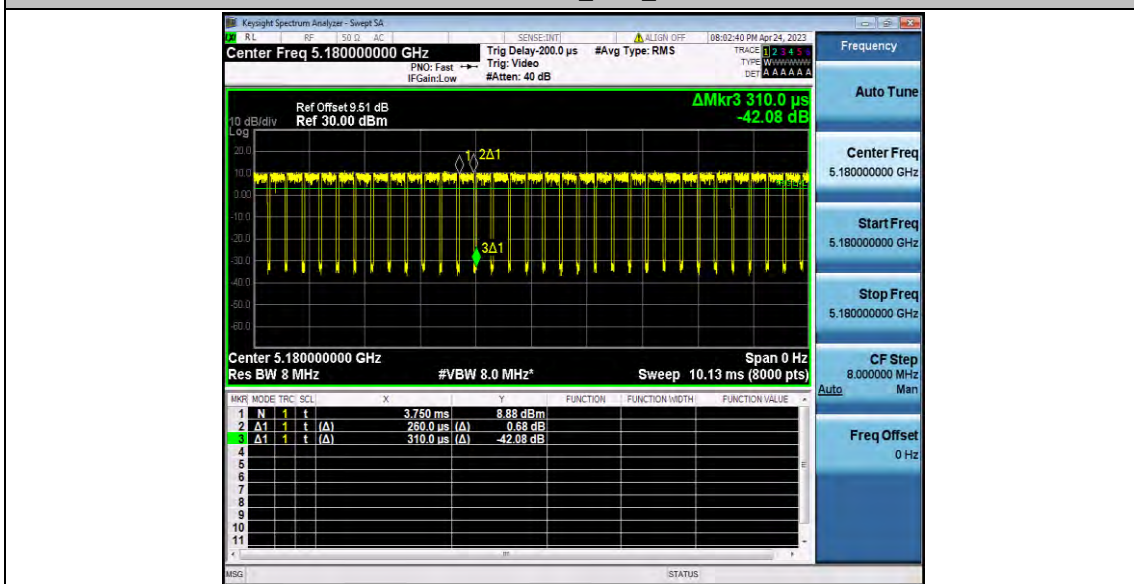 Keysight Spectrum Analyzer - Swept SA
LXI RL RF 50 Ω AC SENSE:INT ALIGN OFF 08:02:40 PM Apr 24, 2023
Center Freq 5.180000000 GHz
PNO: Fast
IFGain:Low
Trig Delay-200.0 µs
Trig: Video
#Atten: 40 dB
#Avg Type: RMS
TRACE 1 2 3 4 5 6
TYPE WWWWWW
DET A A A A A A
Frequency
Auto Tune
Center Freq
5.180000000 GHz
Start Freq
5.180000000 GHz
Stop Freq
5.180000000 GHz
CF Step
8.000000 MHz
Auto Man
Freq Offset
0 Hz
ΔMkr3 310.0 µs
-42.08 dB
Ref Offset 9.51 dB
10 dB/div Ref 30.00 dBm
Log
20.0
10.0
0.00
-10.0
-20.0
-30.0
-40.0
-50.0
-60.0
1 2Δ1
3Δ1
Center 5.180000000 GHz Span 0 Hz
Res BW 8 MHz #VBW 8.0 MHz* Sweep 10.13 ms (8000 pts)
MKR MODE TRC SCL X Y FUNCTION FUNCTION WIDTH FUNCTION VALUE
1 N 1 t 3.750 ms 8.88 dBm
2 Δ1 1 t (Δ) 260.0 µs (Δ) 0.68 dB
3 Δ1 1 t (Δ) 310.0 µs (Δ) -42.08 dB
4
5
6
7
8
9
10
11
MSG STATUS